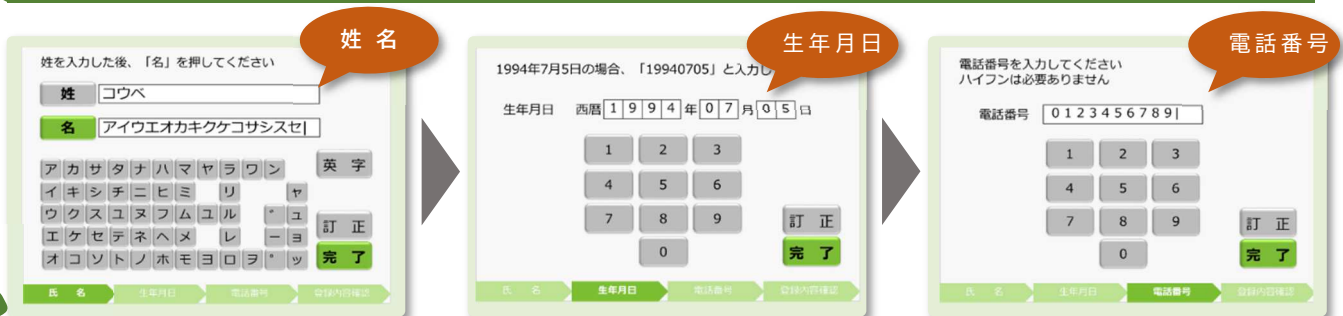 姓 名
姓を入力した後、「名」を押してください
姓 コウベ
名 アイウエオカキクケコサシスセ
ア カ サ タ ナ ハ マ ヤ ラ ワ ン 英 字
イ キ シ チ ニ ヒ ミ リ ャ
ウ ク ス ユ ヌ フ ム ユ ル ゛ ュ
エ ケ セ テ ネ ヘ メ レ ー ョ 訂 正
オ コ ソ ト ノ ホ モ ヨ ロ ヲ ゜ ッ 完 了
氏 名 生年月日 電話番号 登録内容確認
生年月日
1994年7月5日の場合、「19940705」と入力し
生年月日 西暦 1 9 9 4 年 0 7 月 0 5 日
1 2 3
4 5 6
7 8 9 訂 正
0 完 了
氏 名 生年月日 電話番号 登録内容確認
電話番号
電話番号を入力してください
ハイフンは必要ありません
電話番号 0123456789
1 2 3
4 5 6
7 8 9 訂 正
0 完 了
氏 名 生年月日 電話番号 登録内容確認